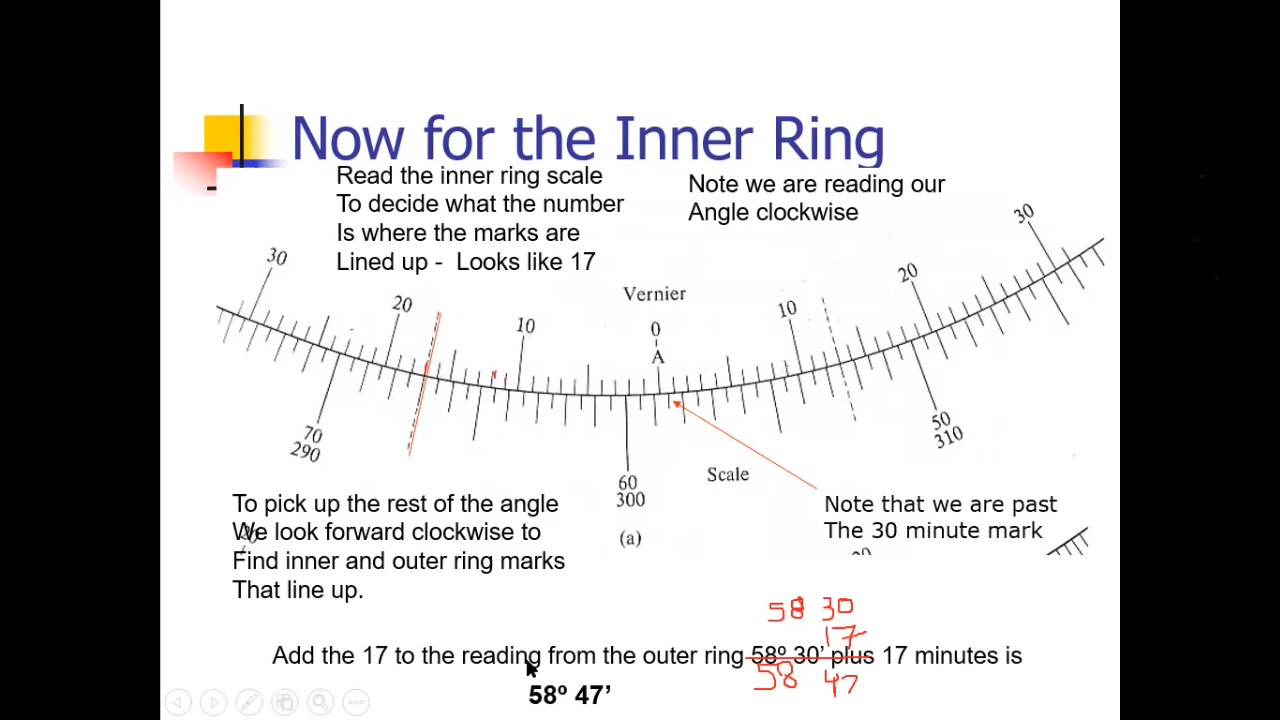 Now for the Inner Ring
Read the inner ring scale
To decide what the number
Is where the marks are
Lined up - Looks like 17
Note we are reading our
Angle clockwise
30
20
10
Vernier
0
A
10
20
30
70
290
60
300
50
310
Scale
(a)
To pick up the rest of the angle
We look forward clockwise to
Find inner and outer ring marks
That line up.
Note that we are past
The 30 minute mark
58 30
17
Add the 17 to the reading from the outer ring 58º 30’ plus 17 minutes is
58 47
58º 47’